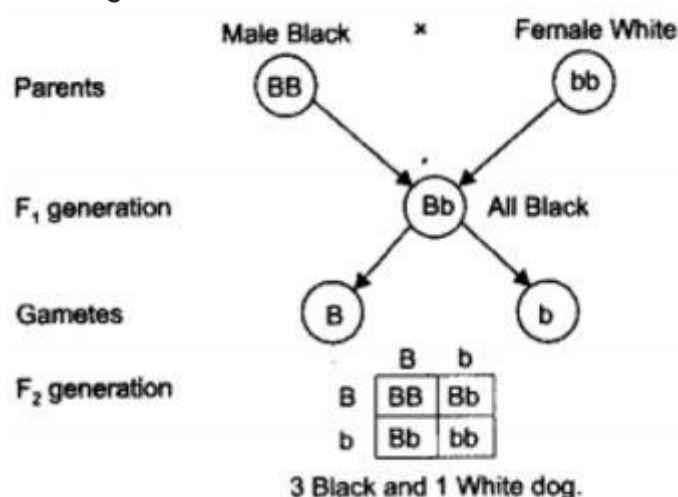 Male Black × Female White
Parents BB bb
F₁ generation Bb All Black
Gametes B b
B b
F₂ generation B BB Bb
b Bb bb
3 Black and 1 White dog.